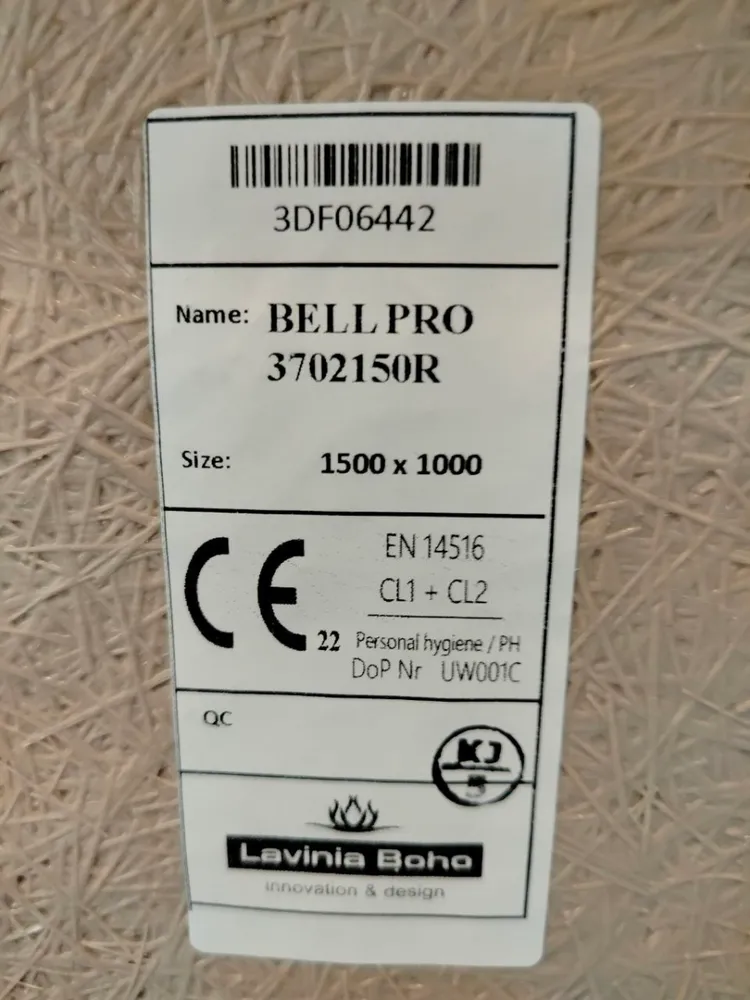 3DF06442
Name: BELL PRO
3702150R
Size: 1500 x 1000
CE 22
EN 14516
CL1 + CL2
Personal hygiene / PH
DoP Nr UW001C
QC
KJ
5
Lavinia Boho
innovation & design